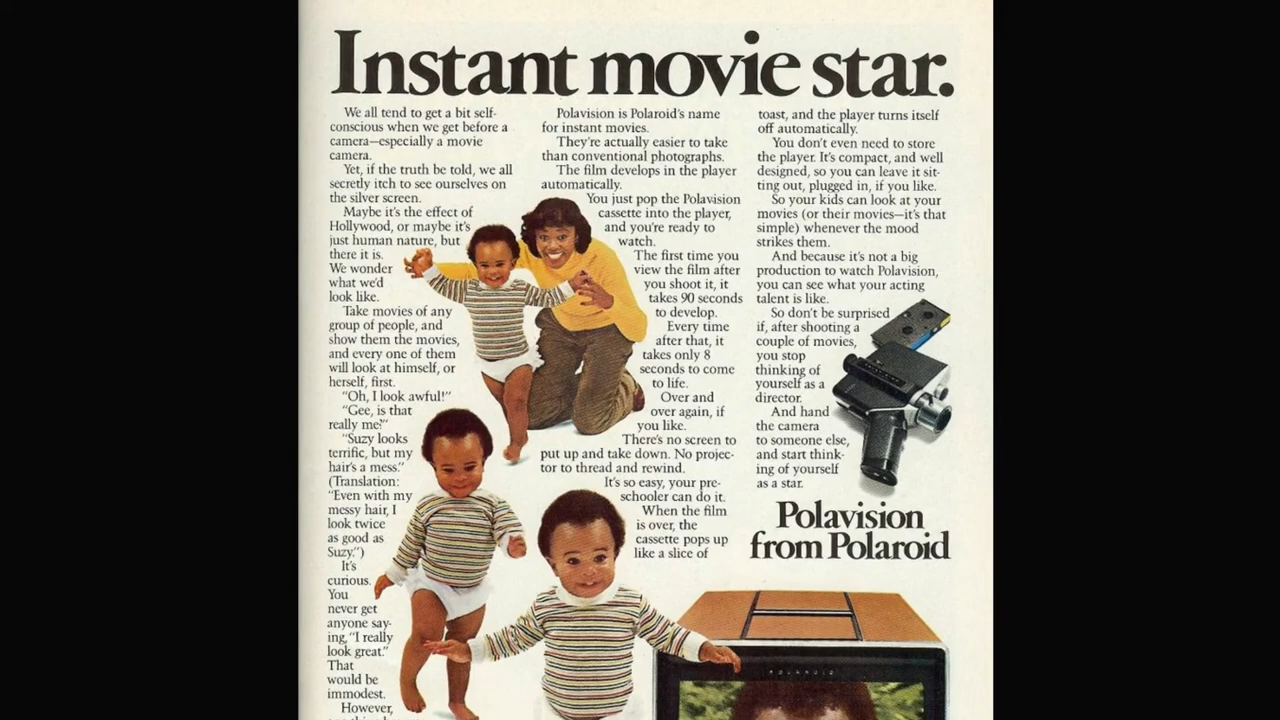 Instant movie star.
We all tend to get a bit self-
conscious when we get before a
camera—especially a movie
camera.
Yet, if the truth be told, we all
secretly itch to see ourselves on
the silver screen.
Maybe it's the effect of
Hollywood, or maybe it's
just human nature, but
there it is.
We wonder
what we'd
look like.
Take movies of any
group of people, and
show them the movies,
and every one of them
will look at himself, or
herself, first.
"Oh, I look awful!"
"Gee, is that
really me?"
"Suzy looks
terrific, but my
hair's a mess."
(Translation:
"Even with my
messy hair, I
look twice
as good as
Suzy.")
It's
curious.
You
never get
anyone say-
ing, "I really
look great."
That
would be
immodest.
However,
Polavision is Polaroid's name
for instant movies.
They're actually easier to take
than conventional photographs.
The film develops in the player
automatically.
You just pop the Polavision
cassette into the player,
and you're ready to
watch.
The first time you
view the film after
you shoot it, it
takes 90 seconds
to develop.
Every time
after that, it
takes only 8
seconds to come
to life.
Over and
over again, if
you like.
There's no screen to
put up and take down. No projec-
tor to thread and rewind.
It's so easy, your pre-
schooler can do it.
When the film
is over, the
cassette pops up
like a slice of
toast, and the player turns itself
off automatically.
You don't even need to store
the player. It's compact, and well
designed, so you can leave it sit-
ting out, plugged in, if you like.
So your kids can look at your
movies (or their movies—it's that
simple) whenever the mood
strikes them.
And because it's not a big
production to watch Polavision,
you can see what your acting
talent is like.
So don't be surprised
if, after shooting a
couple of movies,
you stop
thinking of
yourself as a
director.
And hand
the camera
to someone else,
and start think-
ing of yourself
as a star.
Polavision
from Polaroid
POLAROID